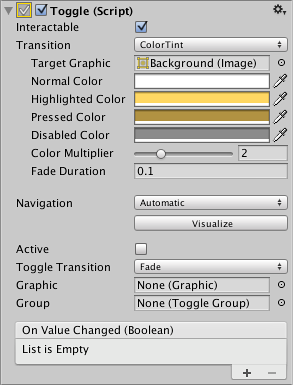 Toggle (Script)
Interactable
Transition ColorTint
Target Graphic Background (Image)
Normal Color
Highlighted Color
Pressed Color
Disabled Color
Color Multiplier 2
Fade Duration 0.1
Navigation Automatic
Visualize
Active
Toggle Transition Fade
Graphic None (Graphic)
Group None (Toggle Group)
On Value Changed (Boolean)
List is Empty